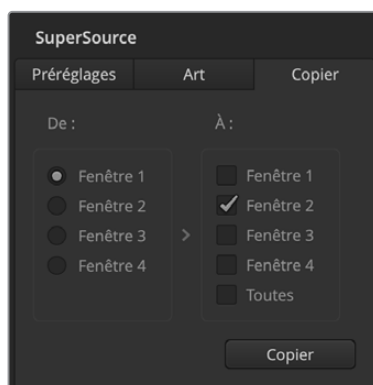 SuperSource
Préréglages Art Copier
De : À :
Fenêtre 1 Fenêtre 1
Fenêtre 2 Fenêtre 2
Fenêtre 3 > Fenêtre 3
Fenêtre 4 Fenêtre 4
Toutes
Copier